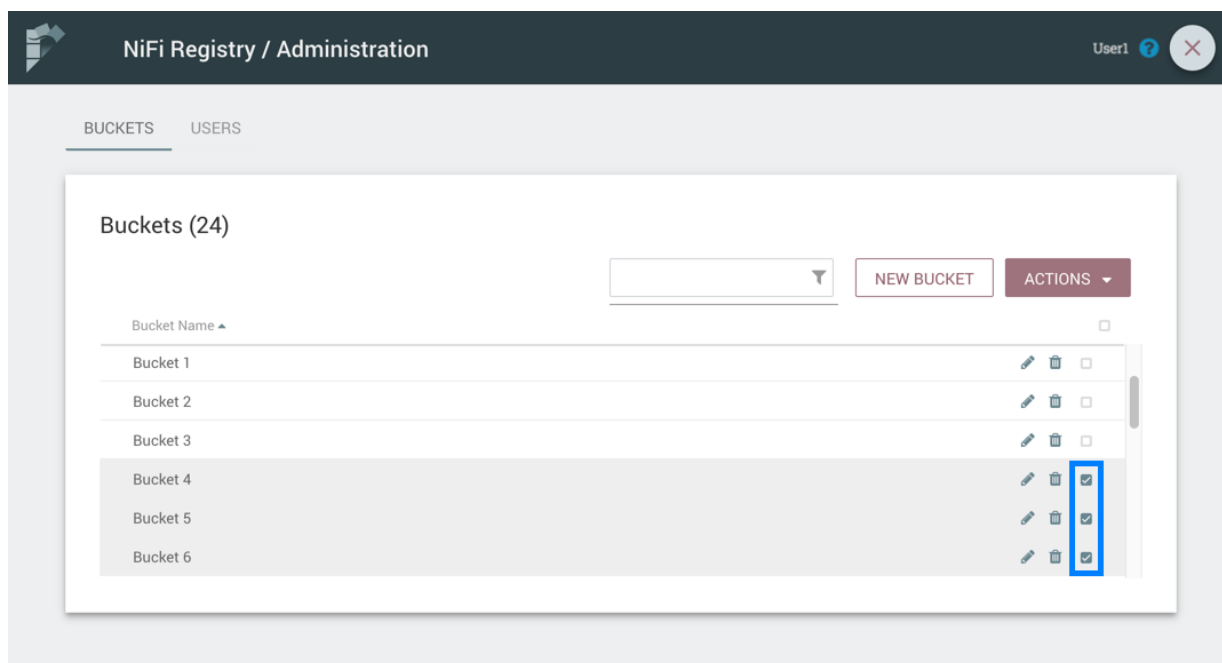 NiFi Registry / Administration
User1 ?
BUCKETS USERS
Buckets (24)
NEW BUCKET ACTIONS
Bucket Name
Bucket 1
Bucket 2
Bucket 3
Bucket 4
Bucket 5
Bucket 6